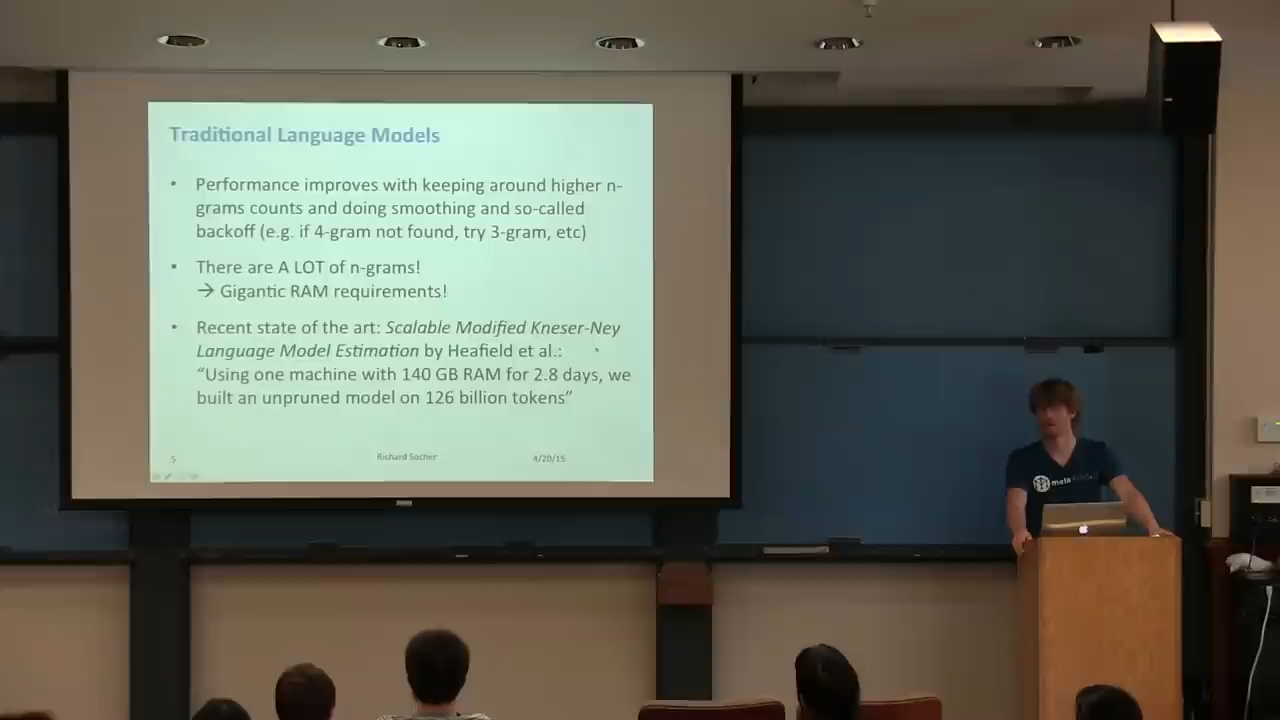 Traditional Language Models
• Performance improves with keeping around higher n-
grams counts and doing smoothing and so-called
backoff (e.g. if 4-gram not found, try 3-gram, etc)
• There are A LOT of n-grams!
→ Gigantic RAM requirements!
• Recent state of the art: Scalable Modified Kneser-Ney
Language Model Estimation by Heafield et al.:
“Using one machine with 140 GB RAM for 2.8 days, we
built an unpruned model on 126 billion tokens”
5 Richard Socher 4/20/15
meta